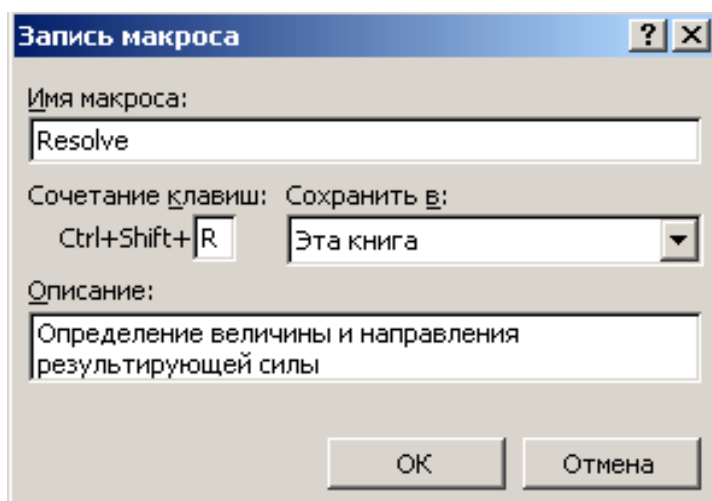 Запись макроса
Имя макроса:
Resolve
Сочетание клавиш: Сохранить в:
Ctrl+Shift+ R Эта книга
Описание:
Определение величины и направления
результирующей силы
ОК Отмена